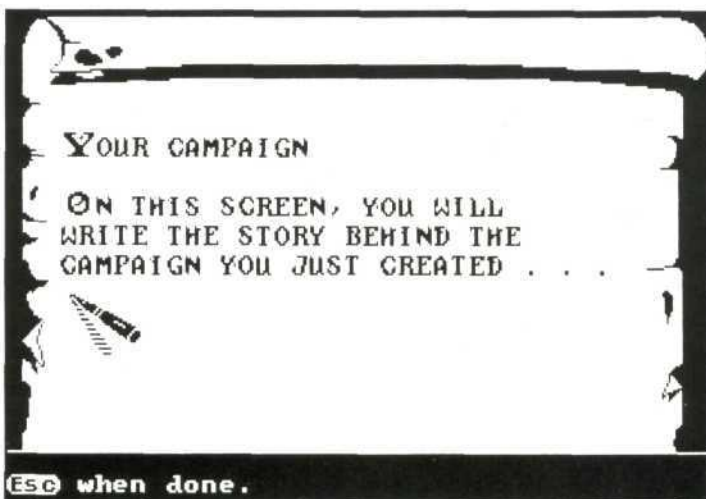 YOUR CAMPAIGN
ON THIS SCREEN, YOU WILL
WRITE THE STORY BEHIND THE
CAMPAIGN YOU JUST CREATED . . .
Esc when done.